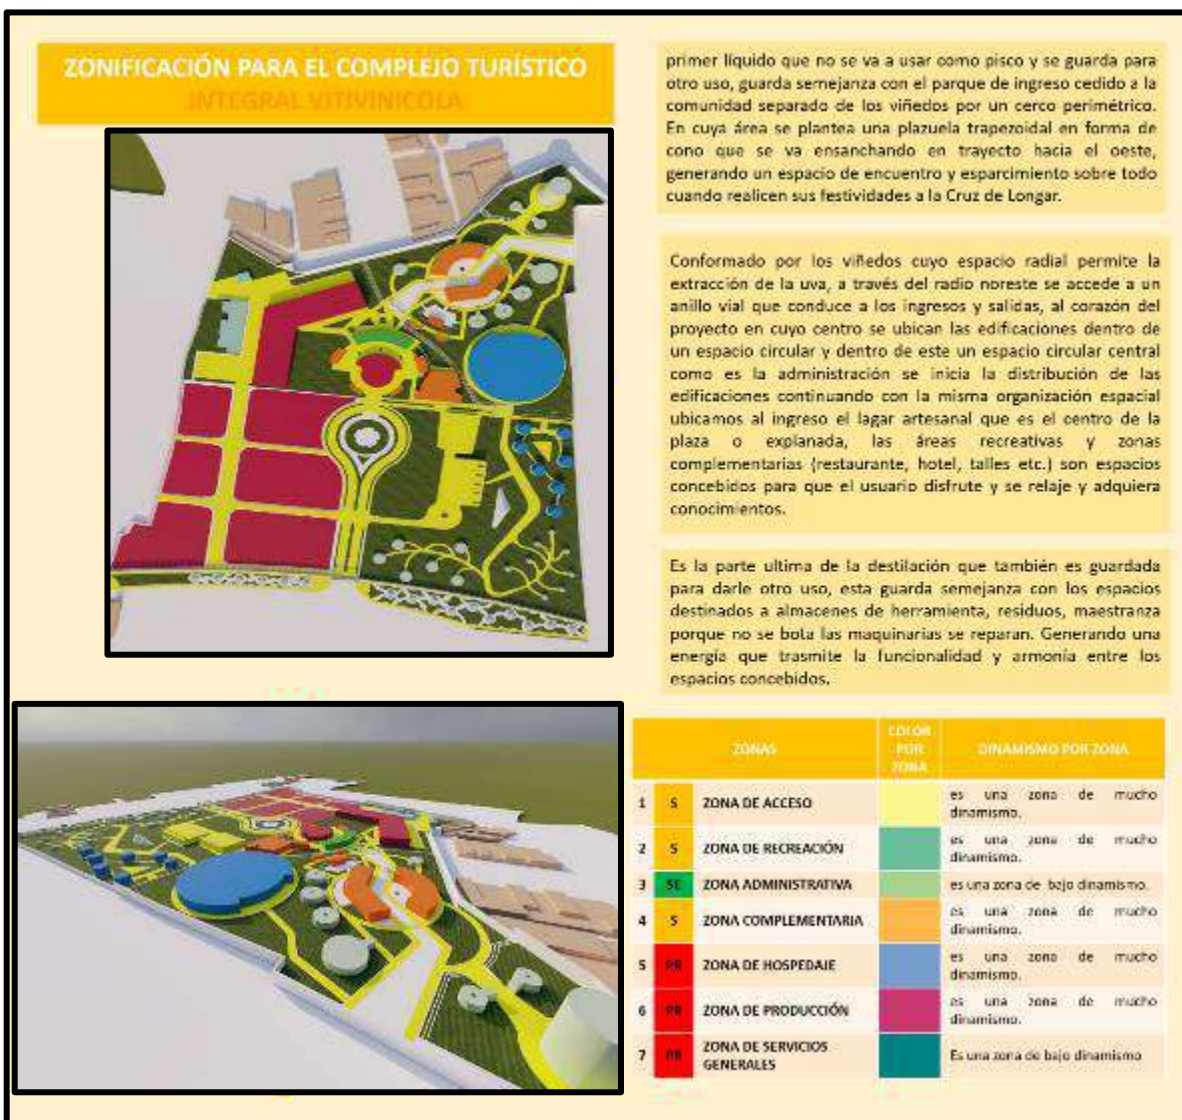 ZONIFICACIÓN PARA EL COMPLEJO TURÍSTICO
INTEGRAL VITIVINICOLA
primer líquido que no se va a usar como pisco y se guarda para
otro uso, guarda semejanza con el parque de ingreso cedido a la
comunidad separado de los viñedos por un cerco perimétrico.
En cuya área se plantea una plazuela trapezoidal en forma de
cono que se va ensanchando en trayecto hacia el oeste,
generando un espacio de encuentro y esparcimiento sobre todo
cuando realicen sus festividades a la Cruz de Longar.
Conformado por los viñedos cuyo espacio radial permite la
extracción de la uva, a través del radio noreste se accede a un
anillo vial que conduce a los ingresos y salidas, al corazón del
proyecto en cuyo centro se ubican las edificaciones dentro de
un espacio circular y dentro de este un espacio circular central
como es la administración se inicia la distribución de las
edificaciones continuando con la misma organización espacial
ubicamos al ingreso el lagar artesanal que es el centro de la
plaza o explanada, las áreas recreativas y zonas
complementarias (restaurante, hotel, talles etc.) son espacios
concebidos para que el usuario disfrute y se relaje y adquiera
conocimientos.
Es la parte ultima de la destilación que también es guardada
para darle otro uso, esta guarda semejanza con los espacios
destinados a almacenes de herramienta, residuos, maestranza
porque no se bota las maquinarias se reparan. Generando una
energía que trasmite la funcionalidad y armonía entre los
espacios concebidos.
ZONAS COLOR POR ZONA DINAMISMO POR ZONA
1 S ZONA DE ACCESO es una zona de mucho
dinamismo.
2 S ZONA DE RECREACIÓN es una zona de mucho
dinamismo.
3 SE ZONA ADMINISTRATIVA es una zona de bajo dinamismo.
4 S ZONA COMPLEMENTARIA es una zona de mucho
dinamismo.
5 PR ZONA DE HOSPEDAJE es una zona de mucho
dinamismo.
6 PR ZONA DE PRODUCCIÓN es una zona de mucho
dinamismo.
7 PR ZONA DE SERVICIOS
GENERALES Es una zona de bajo dinamismo